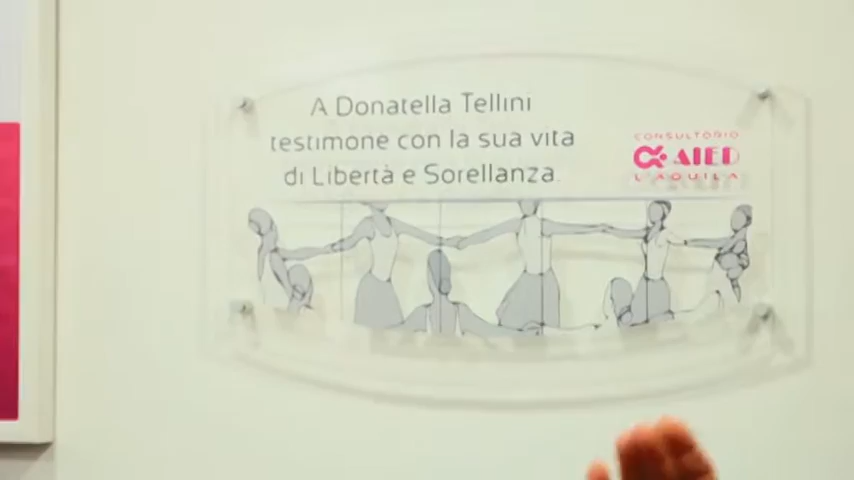 A Donatella Tellini
testimone con la sua vita
di Libertà e Sorellanza.
CONSULTORIO
AIED
L'AQUILA